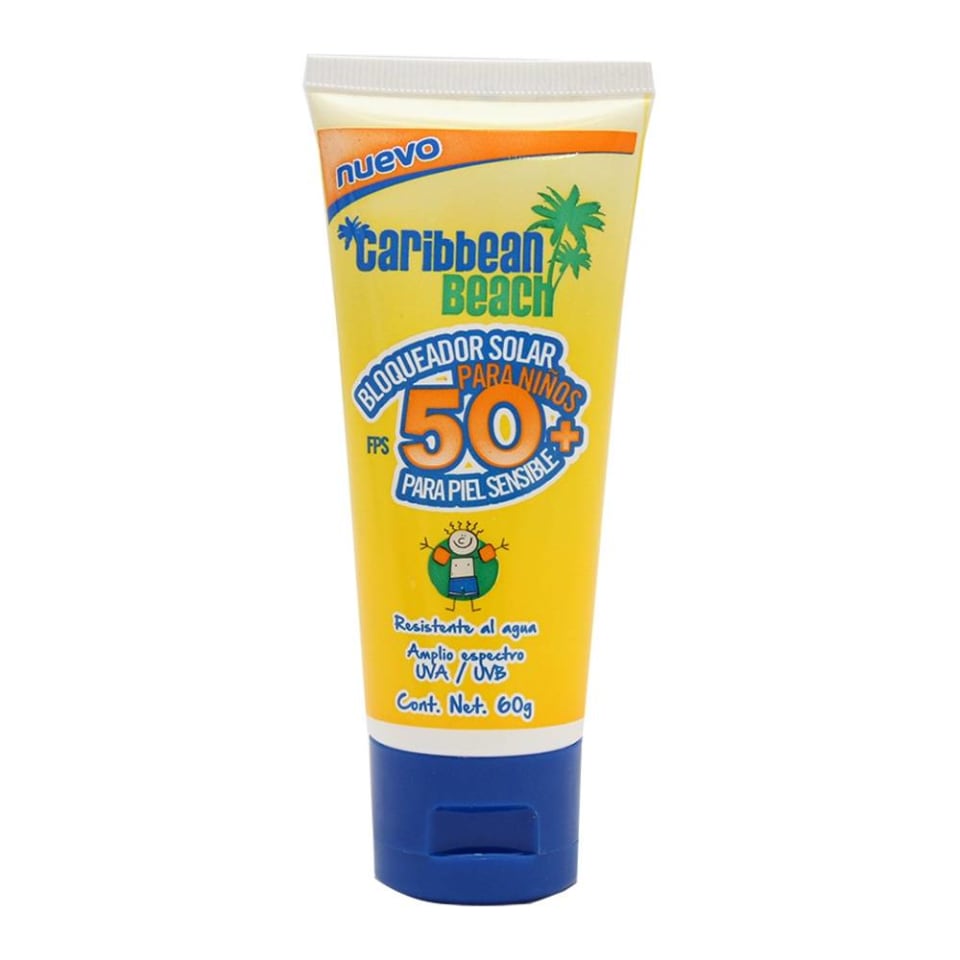 nuevo
Caribbean
Beach
BLOQUEADOR SOLAR
PARA NIÑOS
FPS 50+
PARA PIEL SENSIBLE
Resistente al agua
Amplio espectro
UVA / UVB
Cont. Net. 60g